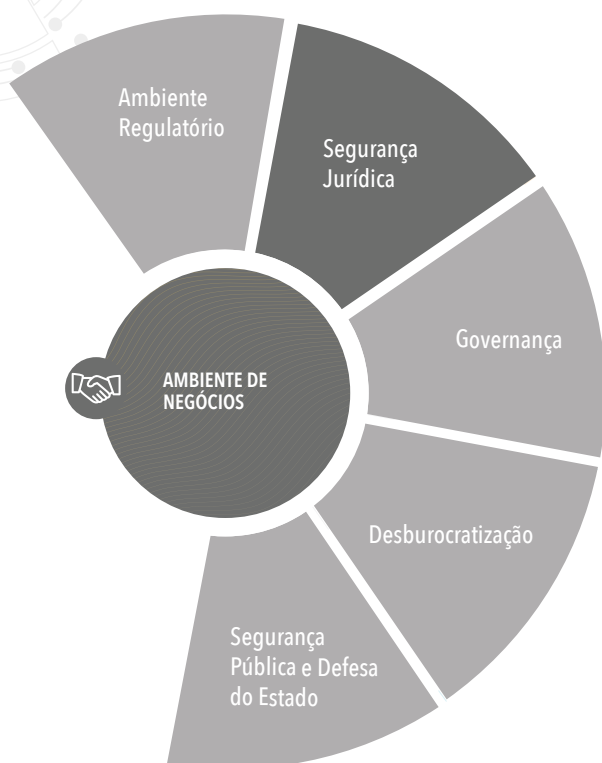 Ambiente
Regulatório
Segurança
Jurídica
Governança
AMBIENTE DE
NEGÓCIOS
Desburocratização
Segurança
Pública e Defesa
do Estado